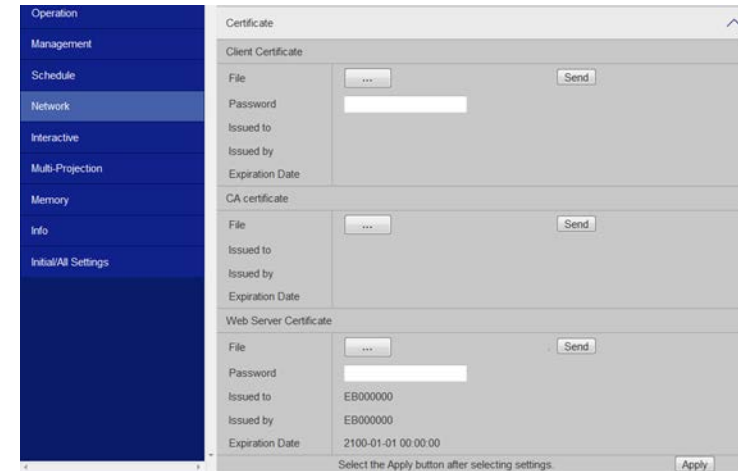 Operation
Management
Schedule
Network
Interactive
Multi-Projection
Memory
Info
Initial/All Settings
Certificate
Client Certificate
File ... Send
Password
Issued to
Issued by
Expiration Date
CA certificate
File ... Send
Issued to
Issued by
Expiration Date
Web Server Certificate
File ... Send
Password
Issued to EB000000
Issued by EB000000
Expiration Date 2100-01-01 00:00:00
Select the Apply button after selecting settings. Apply